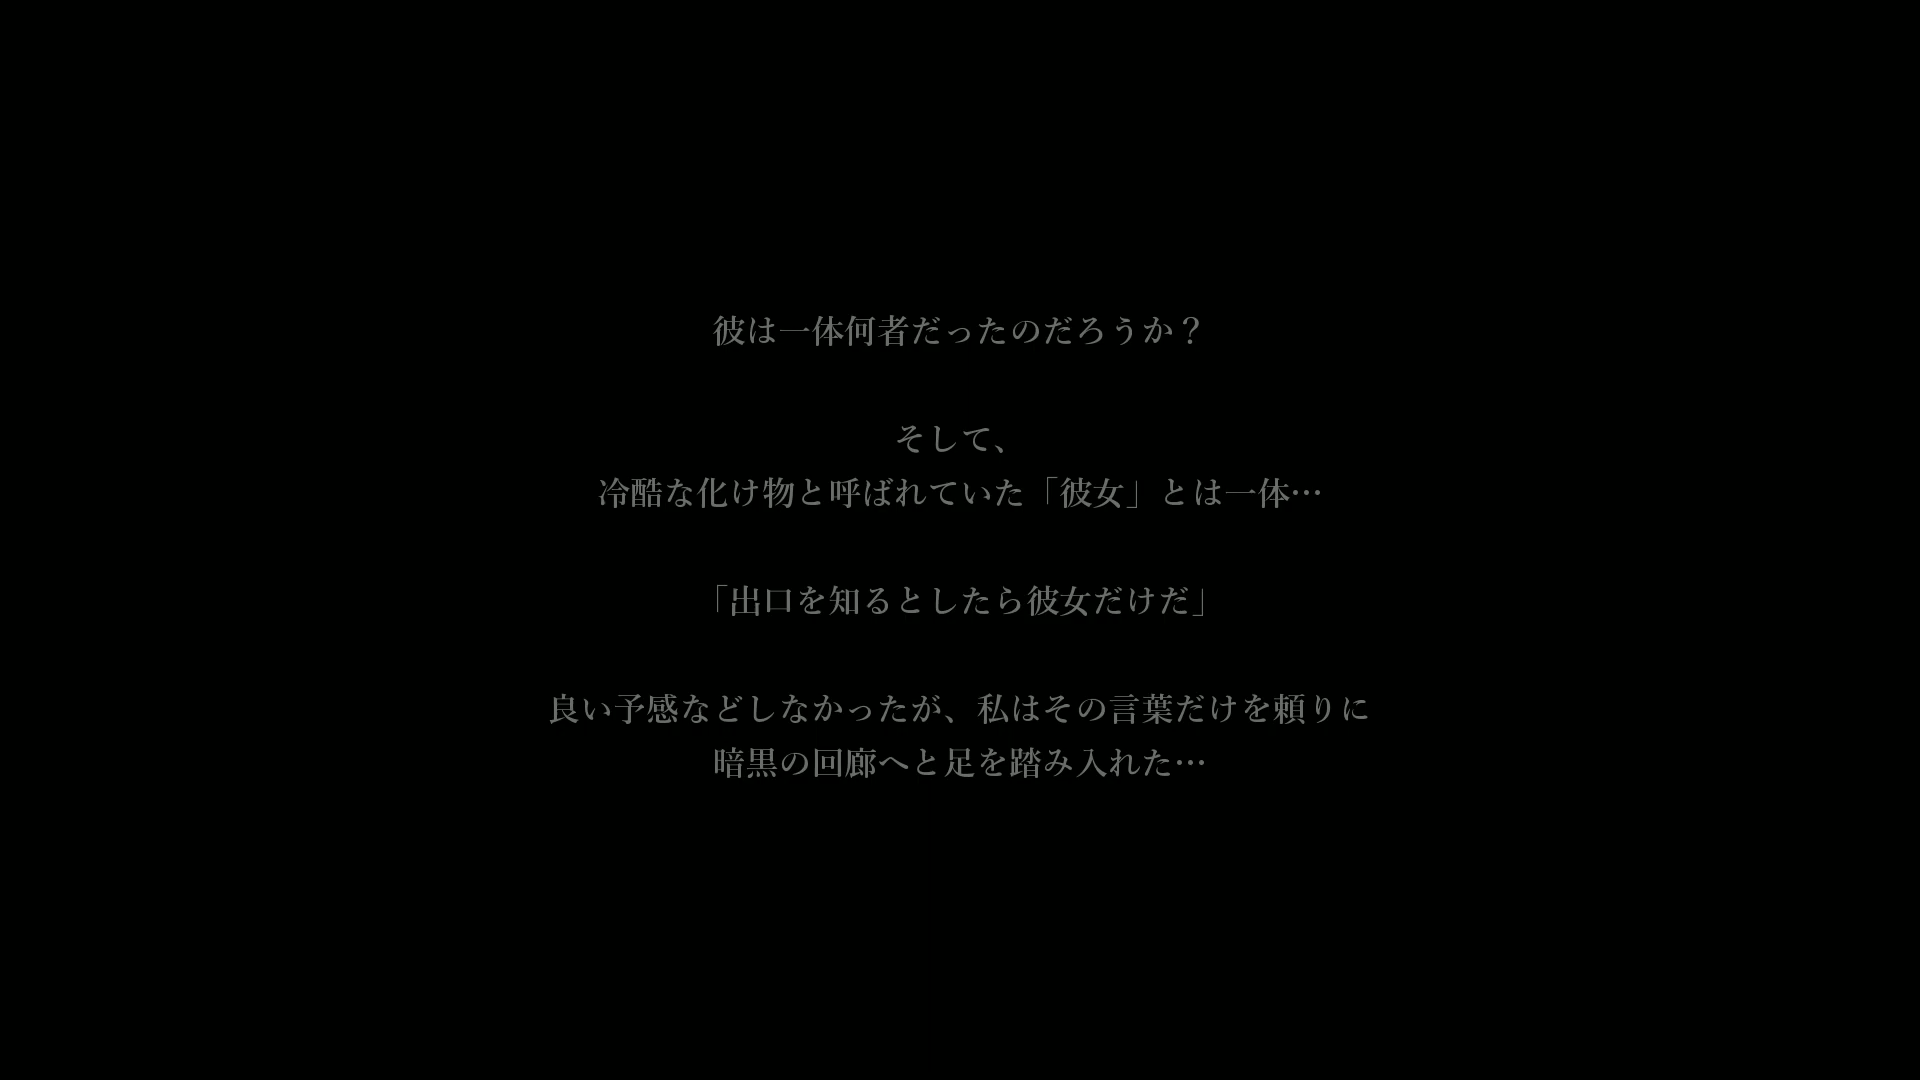 彼は一体何者だったのだろうか？
そして、
冷酷な化け物と呼ばれていた「彼女」とは一体…
「出口を知るとしたら彼女だけだ」
良い予感などしなかったが、私はその言葉だけを頼りに
暗黒の回廊へと足を踏み入れた…